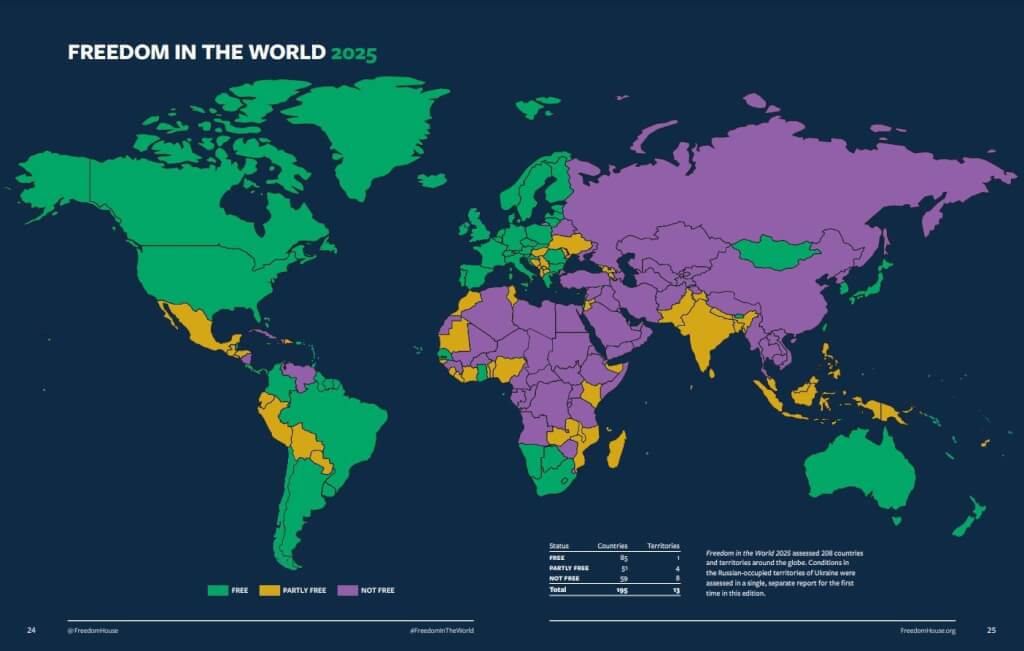 FREEDOM IN THE WORLD 2025
FREE
PARTLY FREE
NOT FREE
Status Countries Territories
FREE 85 1
PARTLY FREE 51 4
NOT FREE 59 8
Total 195 13
Freedom in the World 2025 assessed 208 countries
and territories around the globe. Conditions in
the Russian-occupied territories of Ukraine were
assessed in a single, separate report for the first
time in this edition.
24
@FreedomHouse
#FreedomInTheWorld
FreedomHouse.org
25